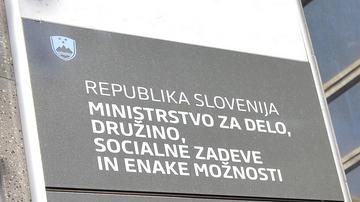 REPUBLIKA SLOVENIJA
MINISTRSTVO ZA DELO,
DRUŽINO,
SOCIALNE ZADEVE
IN ENAKE MOŽNOSTI